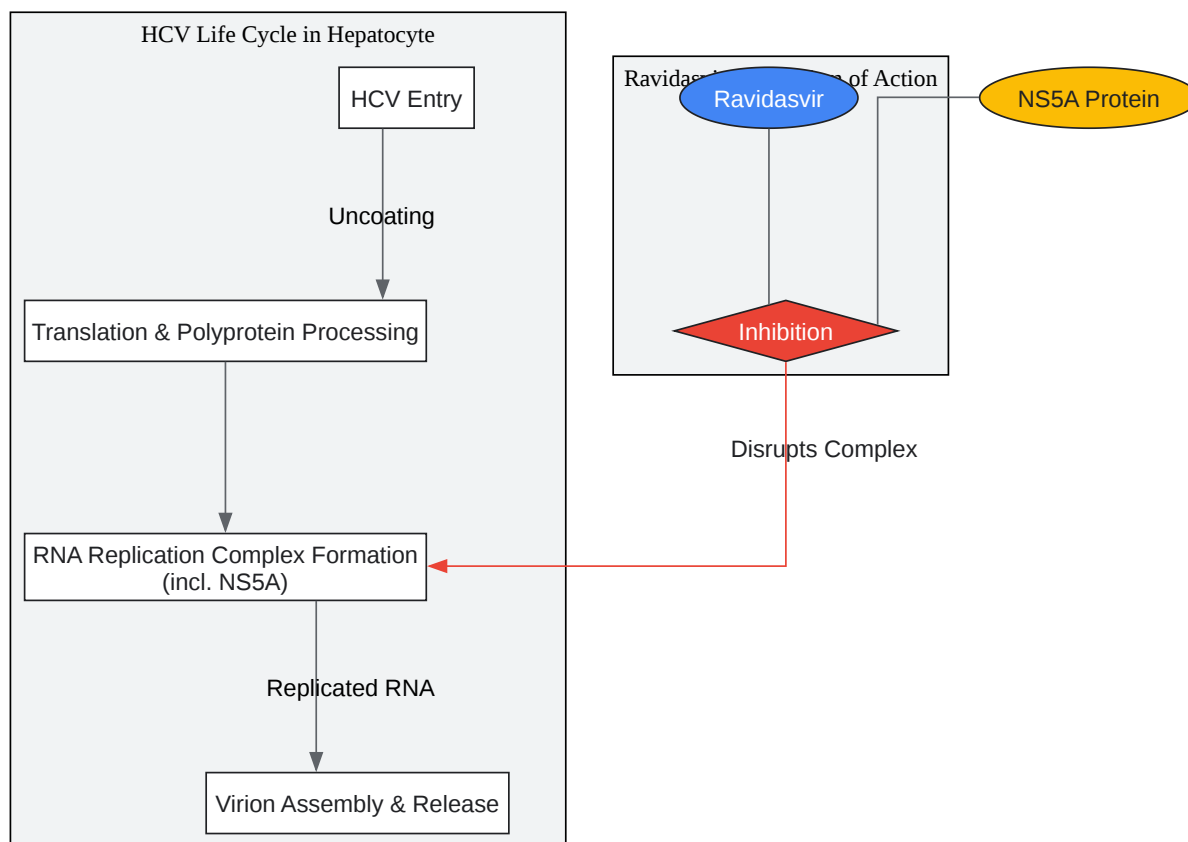 HCV Life Cycle in Hepatocyte
HCV Entry
Uncoating
Translation & Polyprotein Processing
RNA Replication Complex Formation
(incl. NS5A)
Replicated RNA
Virion Assembly & Release
of Action
Ravidasvir
NS5A Protein
Inhibition
Disrupts Complex